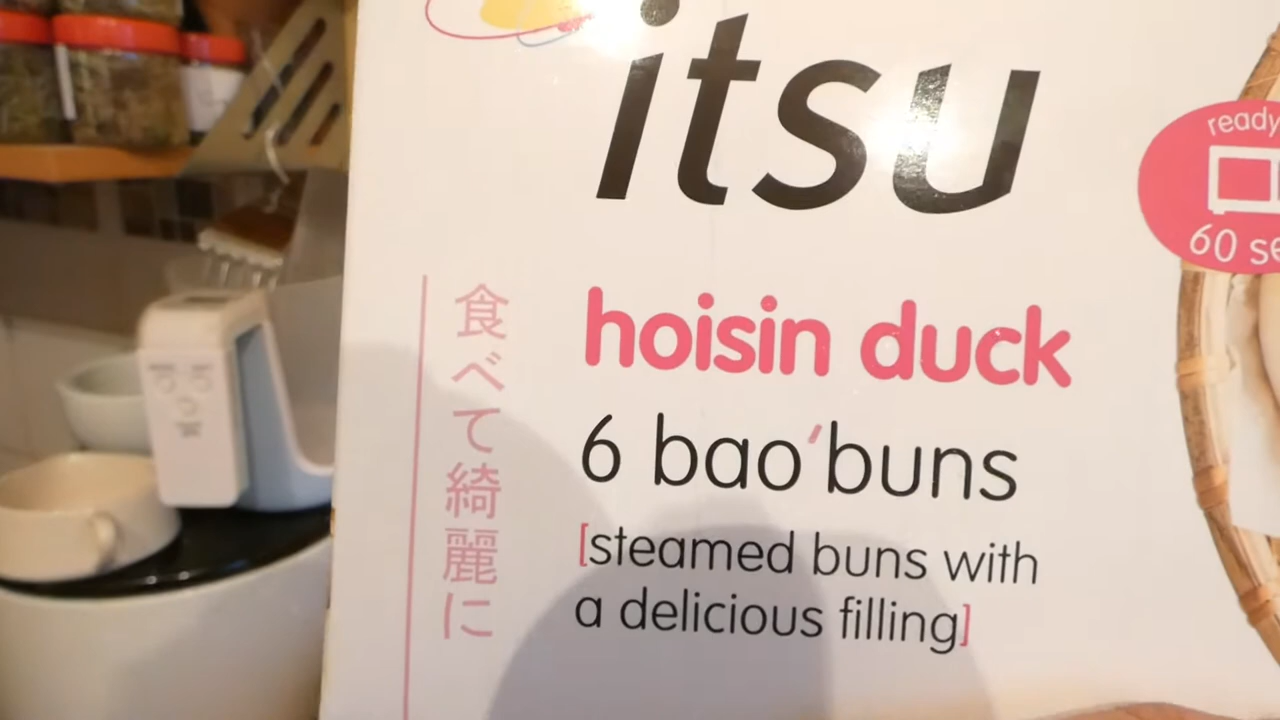 itsu
ready
60 se
hoisin duck
6 bao'buns
[steamed buns with
a delicious filling]
食べて綺麗に